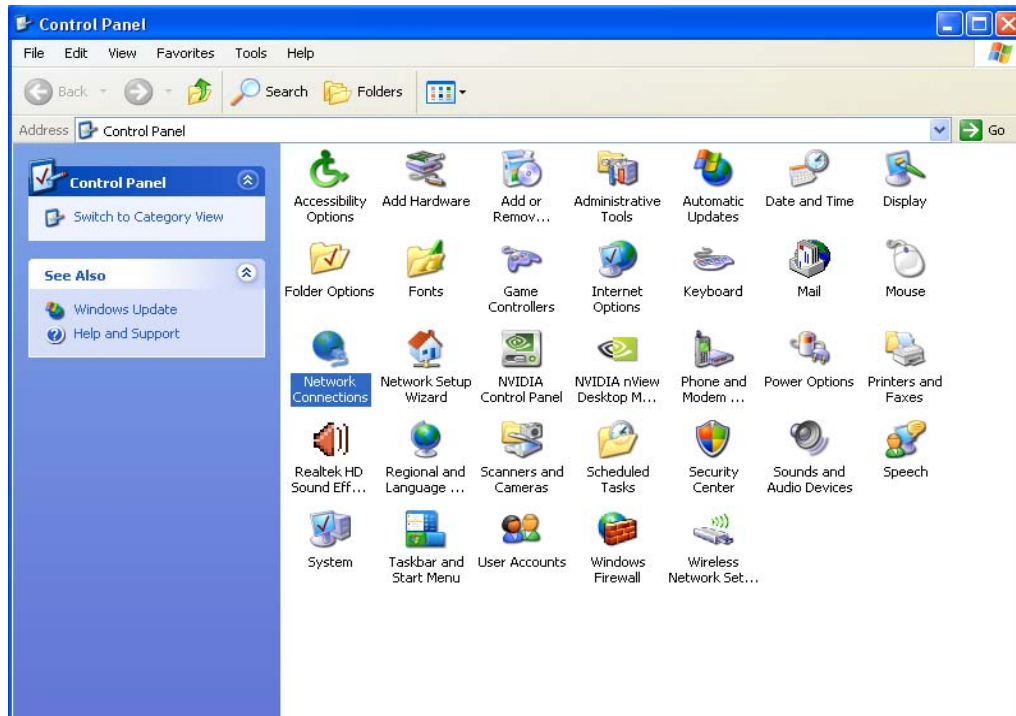 Control Panel
File Edit View Favorites Tools Help
Back Search Folders
Address Control Panel Go
Control Panel
Switch to Category View
See Also
Windows Update
Help and Support
Accessibility Options
Add Hardware
Add or Remov...
Administrative Tools
Automatic Updates
Date and Time
Display
Folder Options
Fonts
Game Controllers
Internet Options
Keyboard
Mail
Mouse
Network Connections
Network Setup Wizard
NVIDIA Control Panel
NVIDIA nView Desktop M...
Phone and Modem ...
Power Options
Printers and Faxes
Realtek HD Sound Eff...
Regional and Language ...
Scanners and Cameras
Scheduled Tasks
Security Center
Sounds and Audio Devices
Speech
System
Taskbar and Start Menu
User Accounts
Windows Firewall
Wireless Network Set...